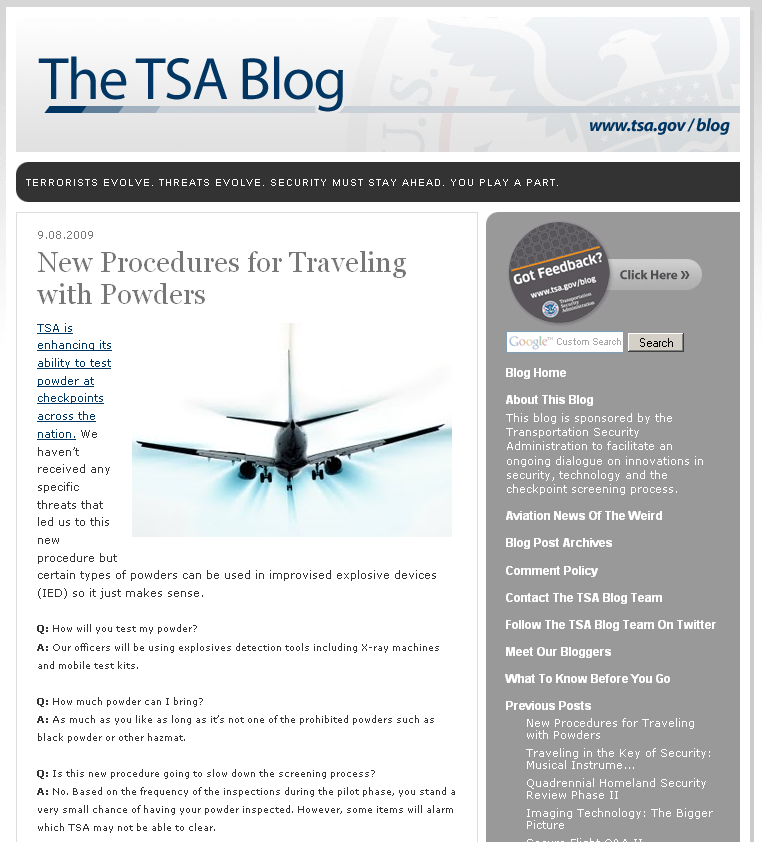 The TSA Blog
U.S.
www.tsa.gov / blog
TERRORISTS EVOLVE. THREATS EVOLVE. SECURITY MUST STAY AHEAD. YOU PLAY A PART.
9.08.2009
New Procedures for Traveling
with Powders
TSA is
enhancing its
ability to test
powder at
checkpoints
across the
nation. We
haven't
received any
specific
threats that
led us to this
new
procedure but
certain types of powders can be used in improvised explosive devices
(IED) so it just makes sense.
Q: How will you test my powder?
A: Our officers will be using explosives detection tools including X-ray machines
and mobile test kits.
Q: How much powder can I bring?
A: As much as you like as long as it's not one of the prohibited powders such as
black powder or other hazmat.
Q: Is this new procedure going to slow down the screening process?
A: No. Based on the frequency of the inspections during the pilot phase, you stand a
very small chance of having your powder inspected. However, some items will alarm
which TSA may not be able to clear.
Got Feedback?
www.tsa.gov/blog
Transportation
Security
Administration
Click Here »
Google™ Custom Search
Search
Blog Home
About This Blog
This blog is sponsored by the
Transportation Security
Administration to facilitate an
ongoing dialogue on innovations in
security, technology and the
checkpoint screening process.
Aviation News Of The Weird
Blog Post Archives
Comment Policy
Contact The TSA Blog Team
Follow The TSA Blog Team On Twitter
Meet Our Bloggers
What To Know Before You Go
Previous Posts
New Procedures for Traveling
with Powders
Traveling in the Key of Security:
Musical Instrume...
Quadrennial Homeland Security
Review Phase II
Imaging Technology: The Bigger
Picture
Secure Flight Q&A II